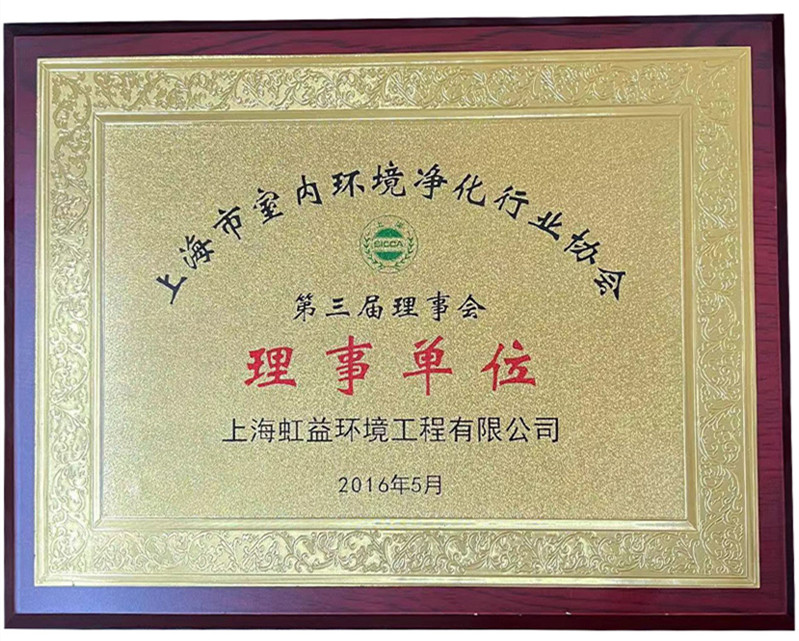 上海市室内环境净化行业协会
SICCA
第三届理事会
理事单位
上海虹益环境工程有限公司
2016年5月